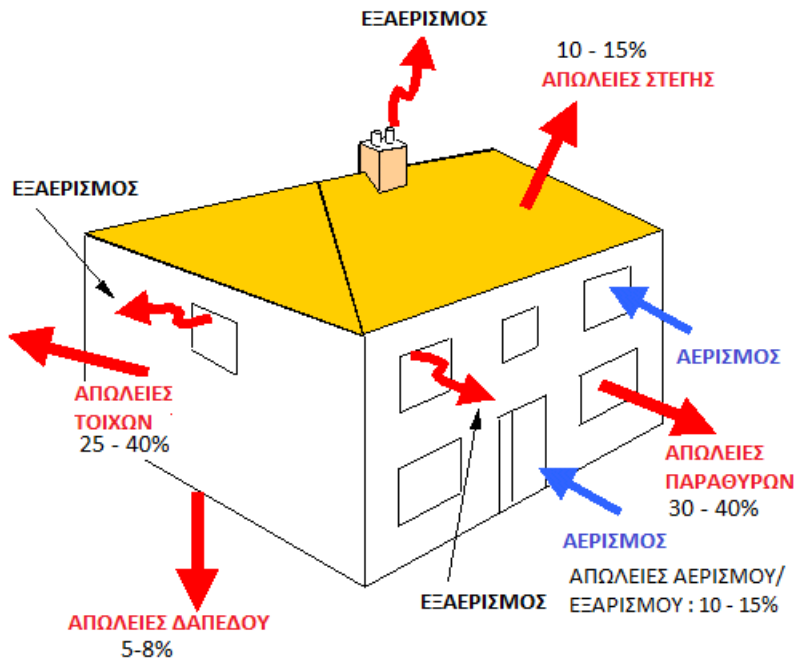 ΕΞΑΕΡΙΣΜΟΣ
10 - 15%
ΑΠΩΛΕΙΕΣ ΣΤΕΓΗΣ
ΕΞΑΕΡΙΣΜΟΣ
ΑΕΡΙΣΜΟΣ
ΑΠΩΛΕΙΕΣ
ΤΟΙΧΩΝ
25 - 40%
ΑΠΩΛΕΙΕΣ
ΠΑΡΑΘΥΡΩΝ
30 - 40%
ΑΕΡΙΣΜΟΣ
ΑΠΩΛΕΙΕΣ ΑΕΡΙΣΜΟΥ/
ΕΞΑΡΙΣΜΟΥ : 10 - 15%
ΕΞΑΕΡΙΣΜΟΣ
ΑΠΩΛΕΙΕΣ ΔΑΠΕΔΟΥ
5-8%